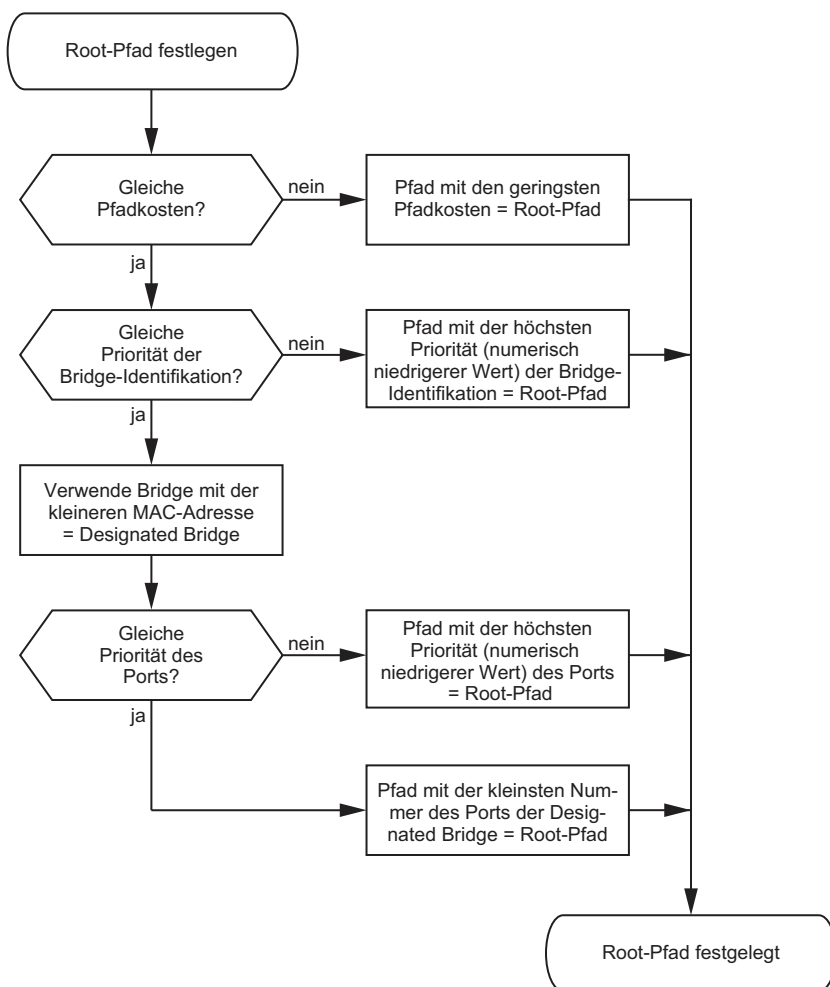 Root-Pfad festlegen
Gleiche
Pfadkosten?
nein
Pfad mit den geringsten
Pfadkosten = Root-Pfad
ja
Gleiche
Priorität der
Bridge-Identifikation?
nein
Pfad mit der höchsten
Priorität (numerisch
niedrigerer Wert) der Bridge-
Identifikation = Root-Pfad
ja
Verwende Bridge mit der
kleineren MAC-Adresse
= Designated Bridge
Gleiche
Priorität des
Ports?
nein
Pfad mit der höchsten
Priorität (numerisch
niedrigerer Wert) des Ports
= Root-Pfad
ja
Pfad mit der kleinsten Num-
mer des Ports der Desig-
nated Bridge = Root-Pfad
Root-Pfad festgelegt